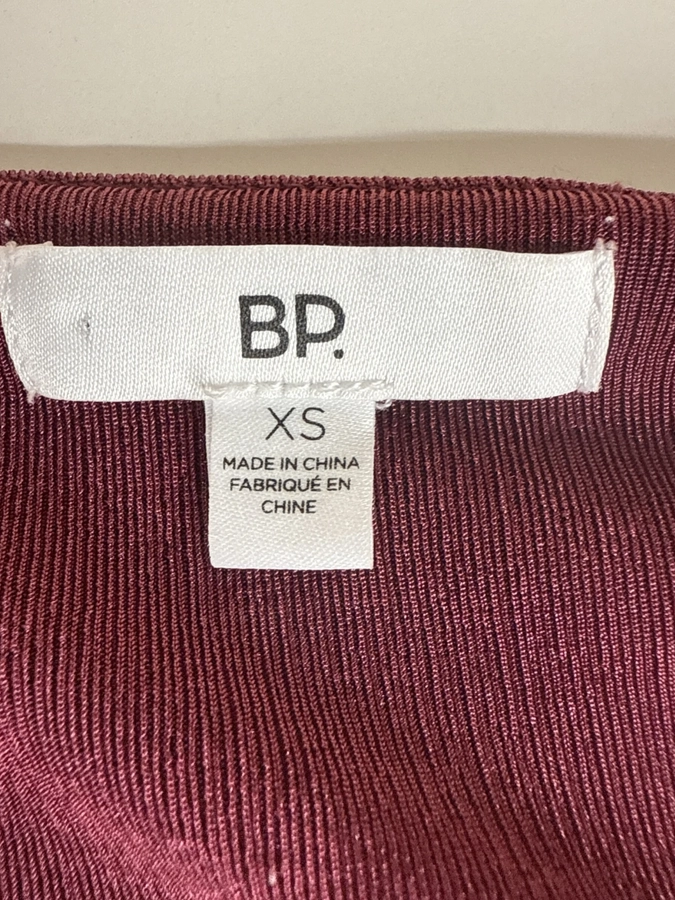 BP.
XS
MADE IN CHINA
FABRIQUÉ EN
CHINE